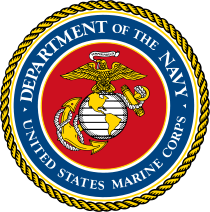 DEPARTMENT OF THE NAVY
UNITED STATES MARINE CORPS